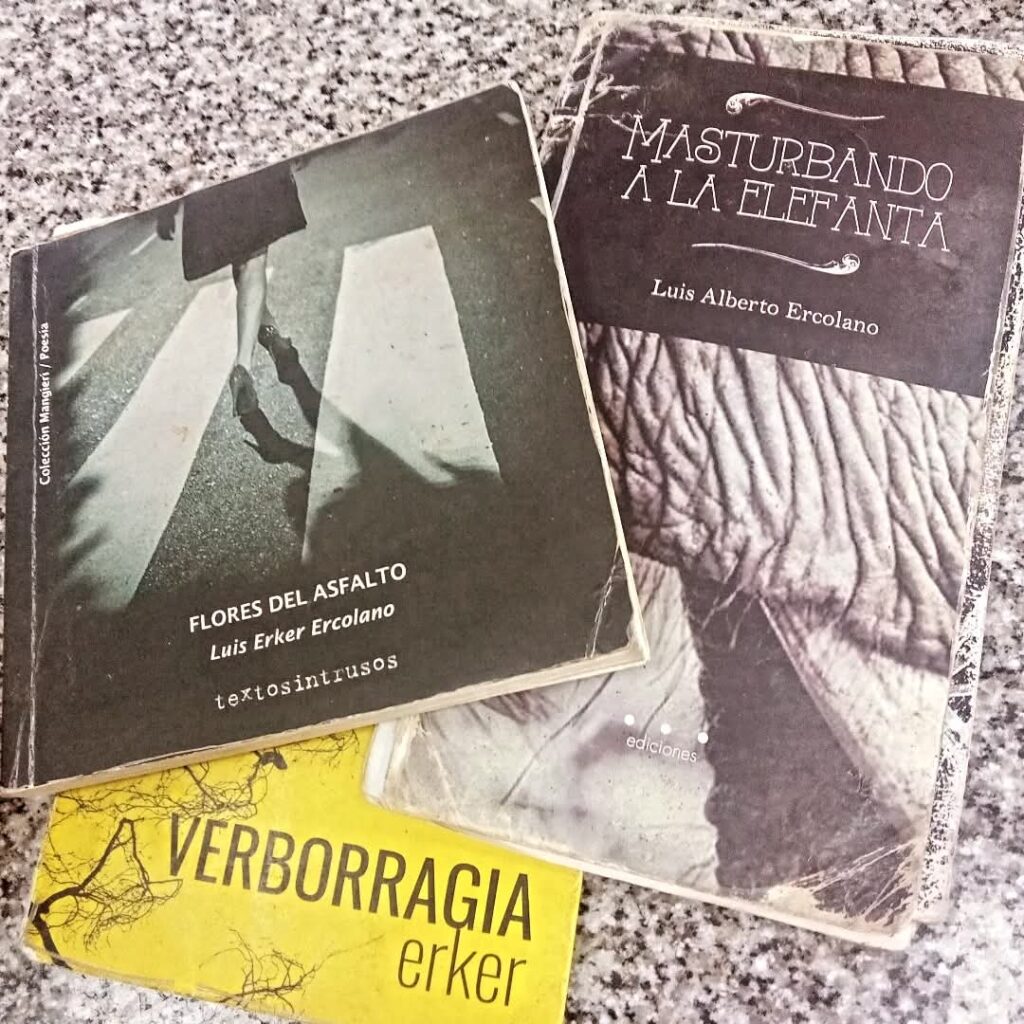 Colección Mangieri / Poesía
FLORES DEL ASFALTO
Luis Erker Ercolano
textosintrusos
MASTURBANDO
A LA ELEFANTA
Luis Alberto Ercolano
ediciones
VERBORRAGIA
erker